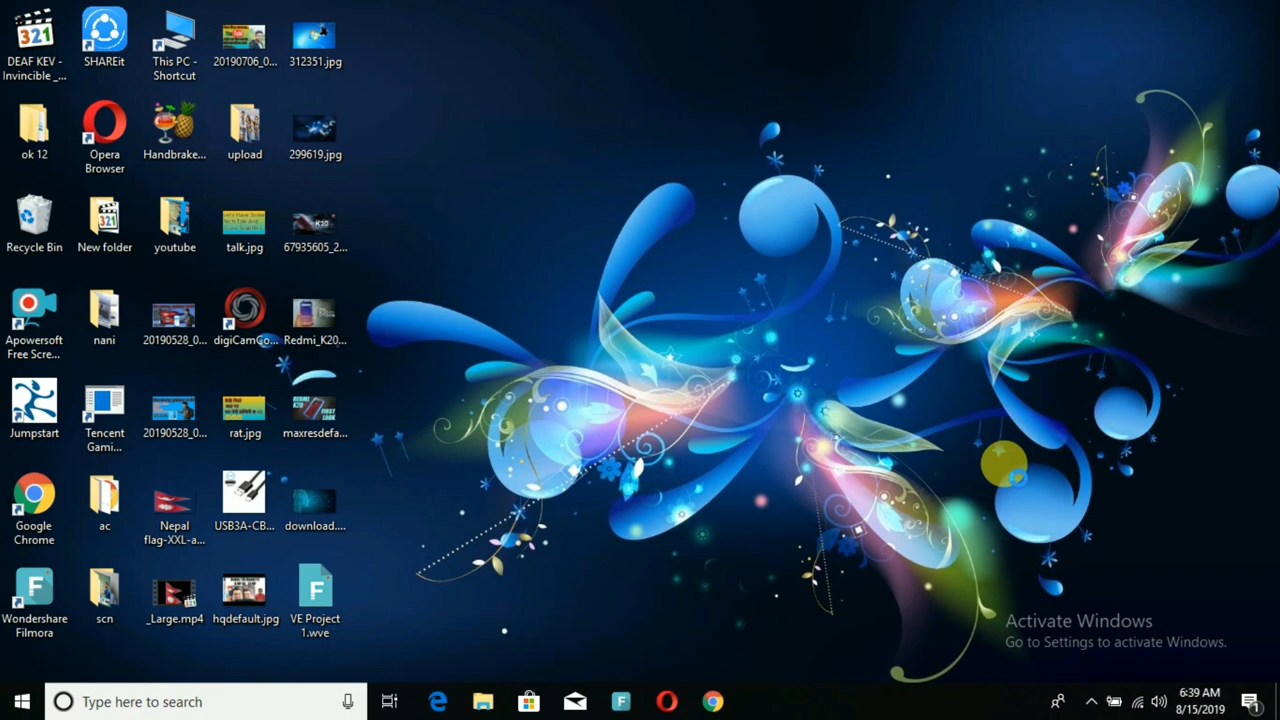 DEAF KEV -
Invincible _...
SHAREit
This PC -
Shortcut
20190706_0...
312351.jpg
ok 12
Opera
Browser
Handbrake...
upload
299619.jpg
Recycle Bin
New folder
youtube
talk.jpg
67935605_2...
Apowersoft
Free Scre...
nani
20190528_0...
digiCamCo...
Redmi_K20...
Jumpstart
Tencent
Gami...
20190528_0...
rat.jpg
maxresdefa...
Google
Chrome
ac
Nepal
flag-XXL-a...
USB3A-CB...
download....
Wondershare
Filmora
scn
_Large.mp4
hqdefault.jpg
VE Project
1.wve
Activate Windows
Go to Settings to activate Windows.
Type here to search
6:39 AM
8/15/2019
1